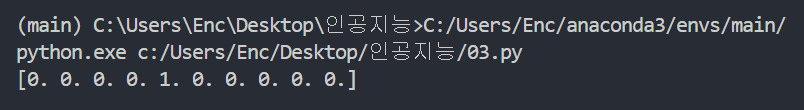 (main) C:\Users\Enc\Desktop\인공지능>C:/Users/Enc/anaconda3/envs/main/
python.exe c:/Users/Enc/Desktop/인공지능/03.py
[0. 0. 0. 0. 1. 0. 0. 0. 0. 0.]